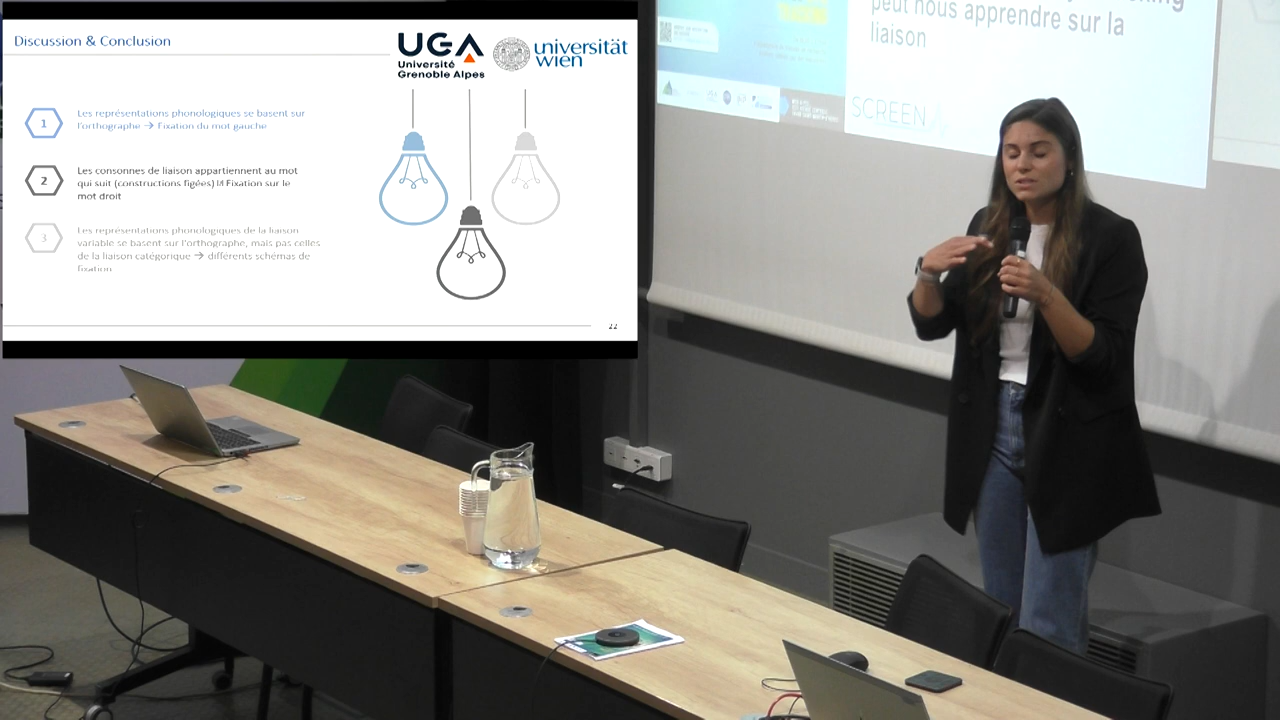 Discussion & Conclusion
UGA
Université
Grenoble Alpes
universität
wien
1
Les représentations phonologiques se basent sur
l'orthographe → Fixation du mot gauche
2
Les consonnes de liaison appartiennent au mot
qui suit (constructions figées) Fixation sur le
mot droit
3
Les représentations phonologiques de la liaison
variable se basent sur l'orthographe, mais pas celles
de la liaison catégorique → différents schémas de
fixation
22
peut nous apprendre sur la
liaison
SCREEN